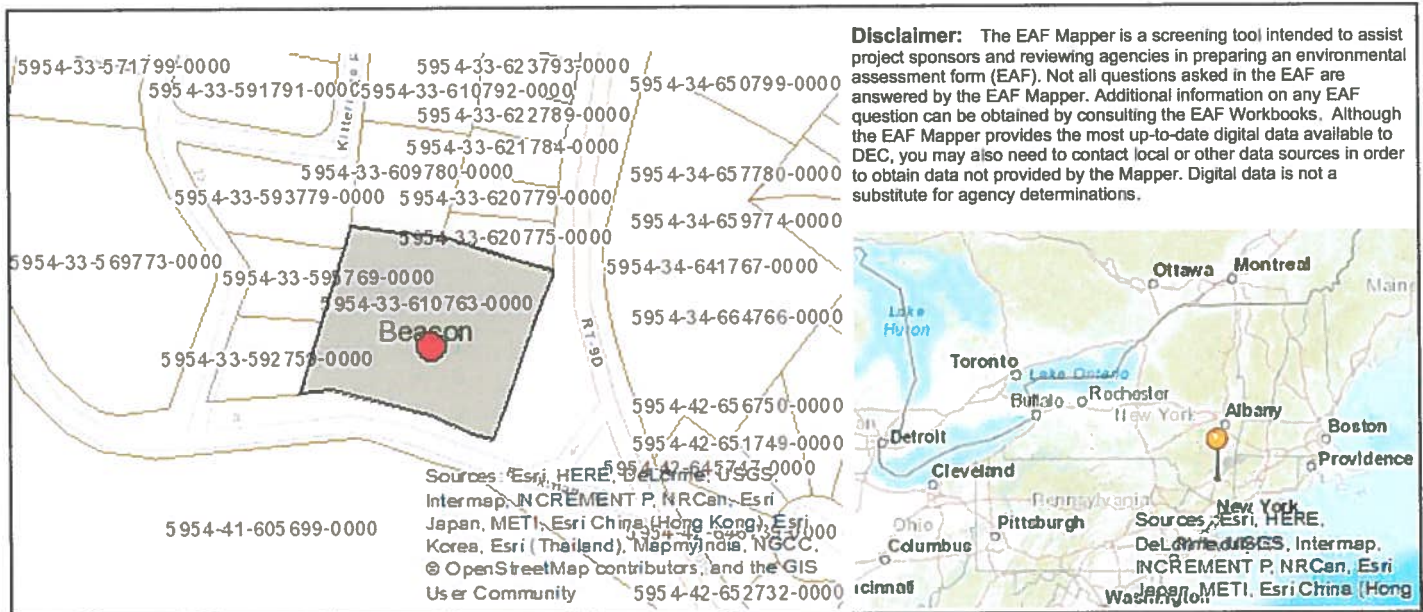 Disclaimer: The EAF Mapper is a screening tool intended to assist
project sponsors and reviewing agencies in preparing an environmental
assessment form (EAF). Not all questions asked in the EAF are
answered by the EAF Mapper. Additional information on any EAF
question can be obtained by consulting the EAF Workbooks. Although
the EAF Mapper provides the most up-to-date digital data available to
DEC, you may also need to contact local or other data sources in order
to obtain data not provided by the Mapper. Digital data is not a
substitute for agency determinations.
5954-33-571799-0000
5954-33-623793-0000
5954-34-650799-0000
5954-33-591791-0000
5954-33-610792-0000
5954-33-622789-0000
5954-33-621784-0000
5954-33-609780-0000
5954-34-657780-0000
5954-33-593779-0000
5954-33-620779-0000
5954-34-659774-0000
5954-33-620775-0000
5954-33-569773-0000
5954-34-641767-0000
5954-33-610763-0000
5954-34-664766-0000
Beacon
RT-9D
5954-33-592759-0000
5954-42-656750-0000
5954-42-651749-0000
5954-42-645747-0000
5954-41-605699-0000
5954-42-652732-0000
Sources: Esri, HERE, DeLorme, USGS,
Intermap, INCREMENT P, NRCan, Esri
Japan, METI, Esri China (Hong Kong), Esri
Korea, Esri (Thailand), MapmyIndia, NGCC,
© OpenStreetMap contributors, and the GIS
User Community
Ottawa
Montreal
Maine
Lake
Huron
Toronto
Lake Ontario
Buffalo
Rochester
New York
Albany
Boston
Detroit
Providence
Cleveland
Pennsylvania
New York
Ohio
Pittsburgh
Columbus
cinnati
Washington
Sources: Esri, HERE,
DeLorme, USGS, Intermap,
INCREMENT P, NRCan, Esri
Japan, METI, Esri China (Hong